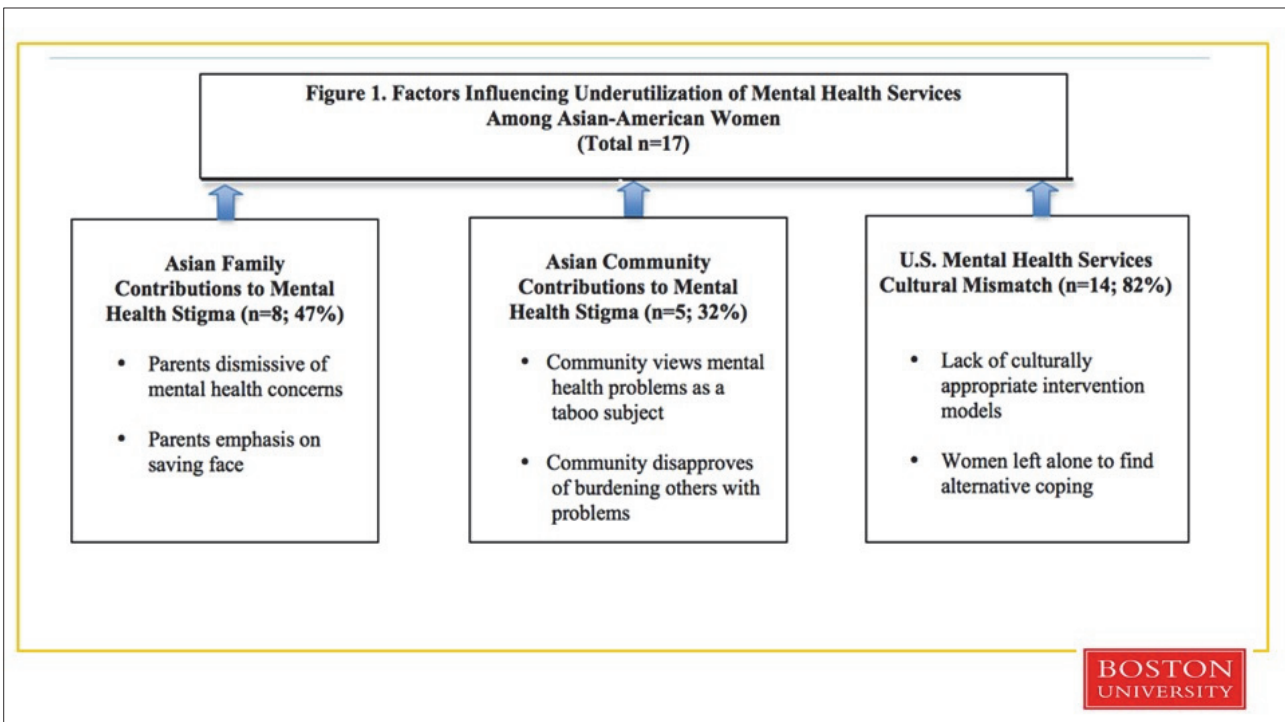 Figure 1. Factors Influencing Underutilization of Mental Health Services
Among Asian-American Women
(Total n=17)
Asian Family
Contributions to Mental
Health Stigma (n=8; 47%)
• Parents dismissive of
mental health concerns
• Parents emphasis on
saving face
Asian Community
Contributions to Mental
Health Stigma (n=5; 32%)
• Community views mental
health problems as a
taboo subject
• Community disapproves
of burdening others with
problems
U.S. Mental Health Services
Cultural Mismatch (n=14; 82%)
• Lack of culturally
appropriate intervention
models
• Women left alone to find
alternative coping
BOSTON
UNIVERSITY